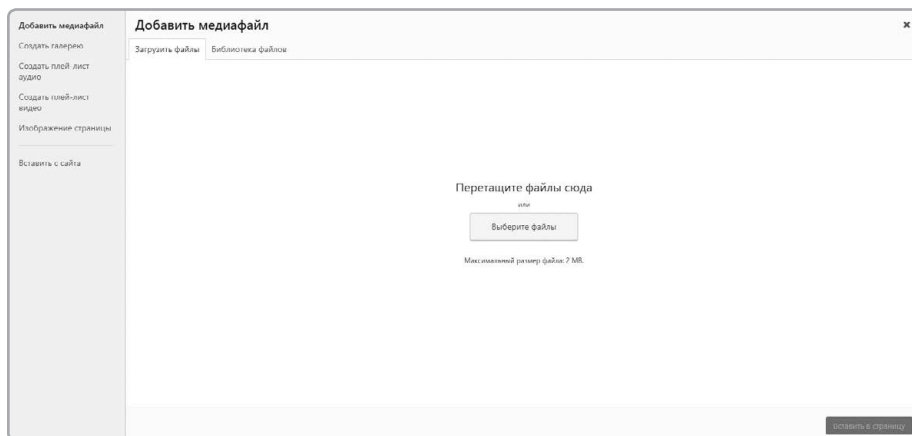 Добавить медиафайл
Создать галерею
Создать плей-лист
аудио
Создать плей-лист
видео
Изображение страницы
Вставить с сайта
Добавить медиафайл
Загрузить файлы
Библиотека файлов
Перетащите файлы сюда
или
Выберите файлы
Максимальный размер файла: 2 MB.
Вставить в страницу